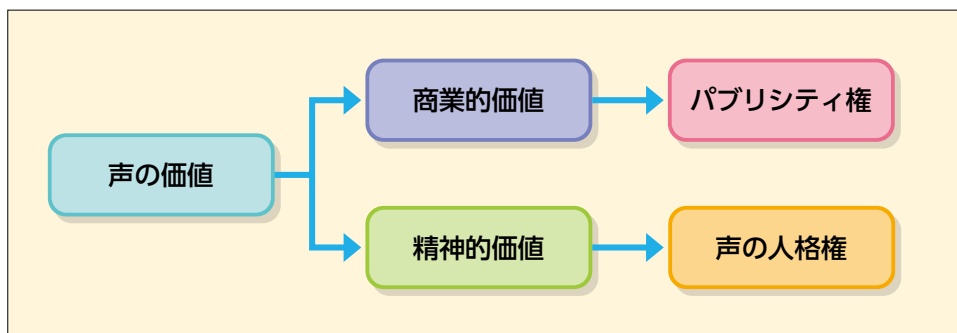 声の価値
商業的価値
パブリシティ権
精神的価値
声の人格権